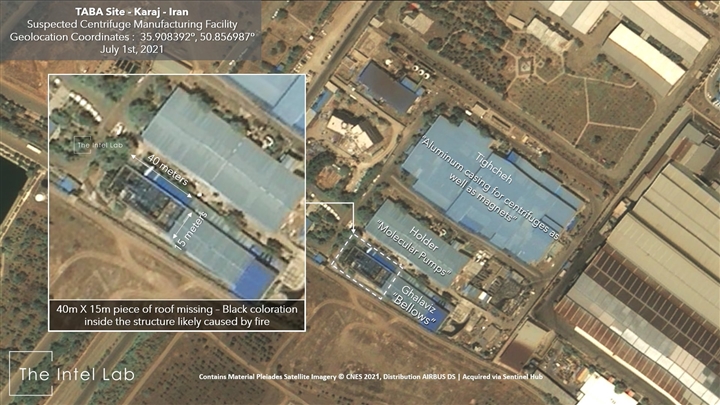 TABA Site - Karaj - Iran
Suspected Centrifuge Manufacturing Facility
Geolocation Coordinates : 35.908392º, 50.856987º
July 1st, 2021
The Intel Lab
40 meters
15 meters
40m X 15m piece of roof missing – Black coloration
inside the structure likely caused by fire
Tighcheh
"Aluminum casing for centrifuges as
well as magnets"
Holder
"Molecular Pumps"
Ghalaviz
"Bellows"
The Intel Lab
Contains Material Pleiades Satellite Imagery © CNES 2021, Distribution AIRBUS DS | Acquired via Sentinel Hub